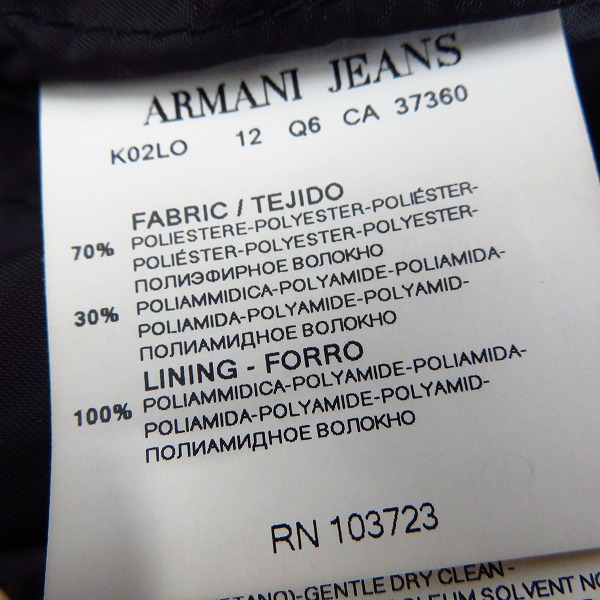 ARMANI JEANS
K02LO 12 Q6 CA 37360
FABRIC / TEJIDO
70% POLIESTERE-POLYESTER-POLIÉSTER-
POLIÉSTER-POLYESTER-POLYESTER-
ПОЛИЭФИРНОЕ ВОЛОКНО
30% POLIAMMIDICA-POLYAMIDE-POLIAMIDA-
POLIAMIDA-POLYAMIDE-POLYAMID-
ПОЛИАМИДНОЕ ВОЛОКНО
LINING - FORRO
100% POLIAMMIDICA-POLYAMIDE-POLIAMIDA-
POLIAMIDA-POLYAMIDE-POLYAMID-
ПОЛИАМИДНОЕ ВОЛОКНО
RN 103723
-GENTLE DRY CLEAN -
SOLVENT